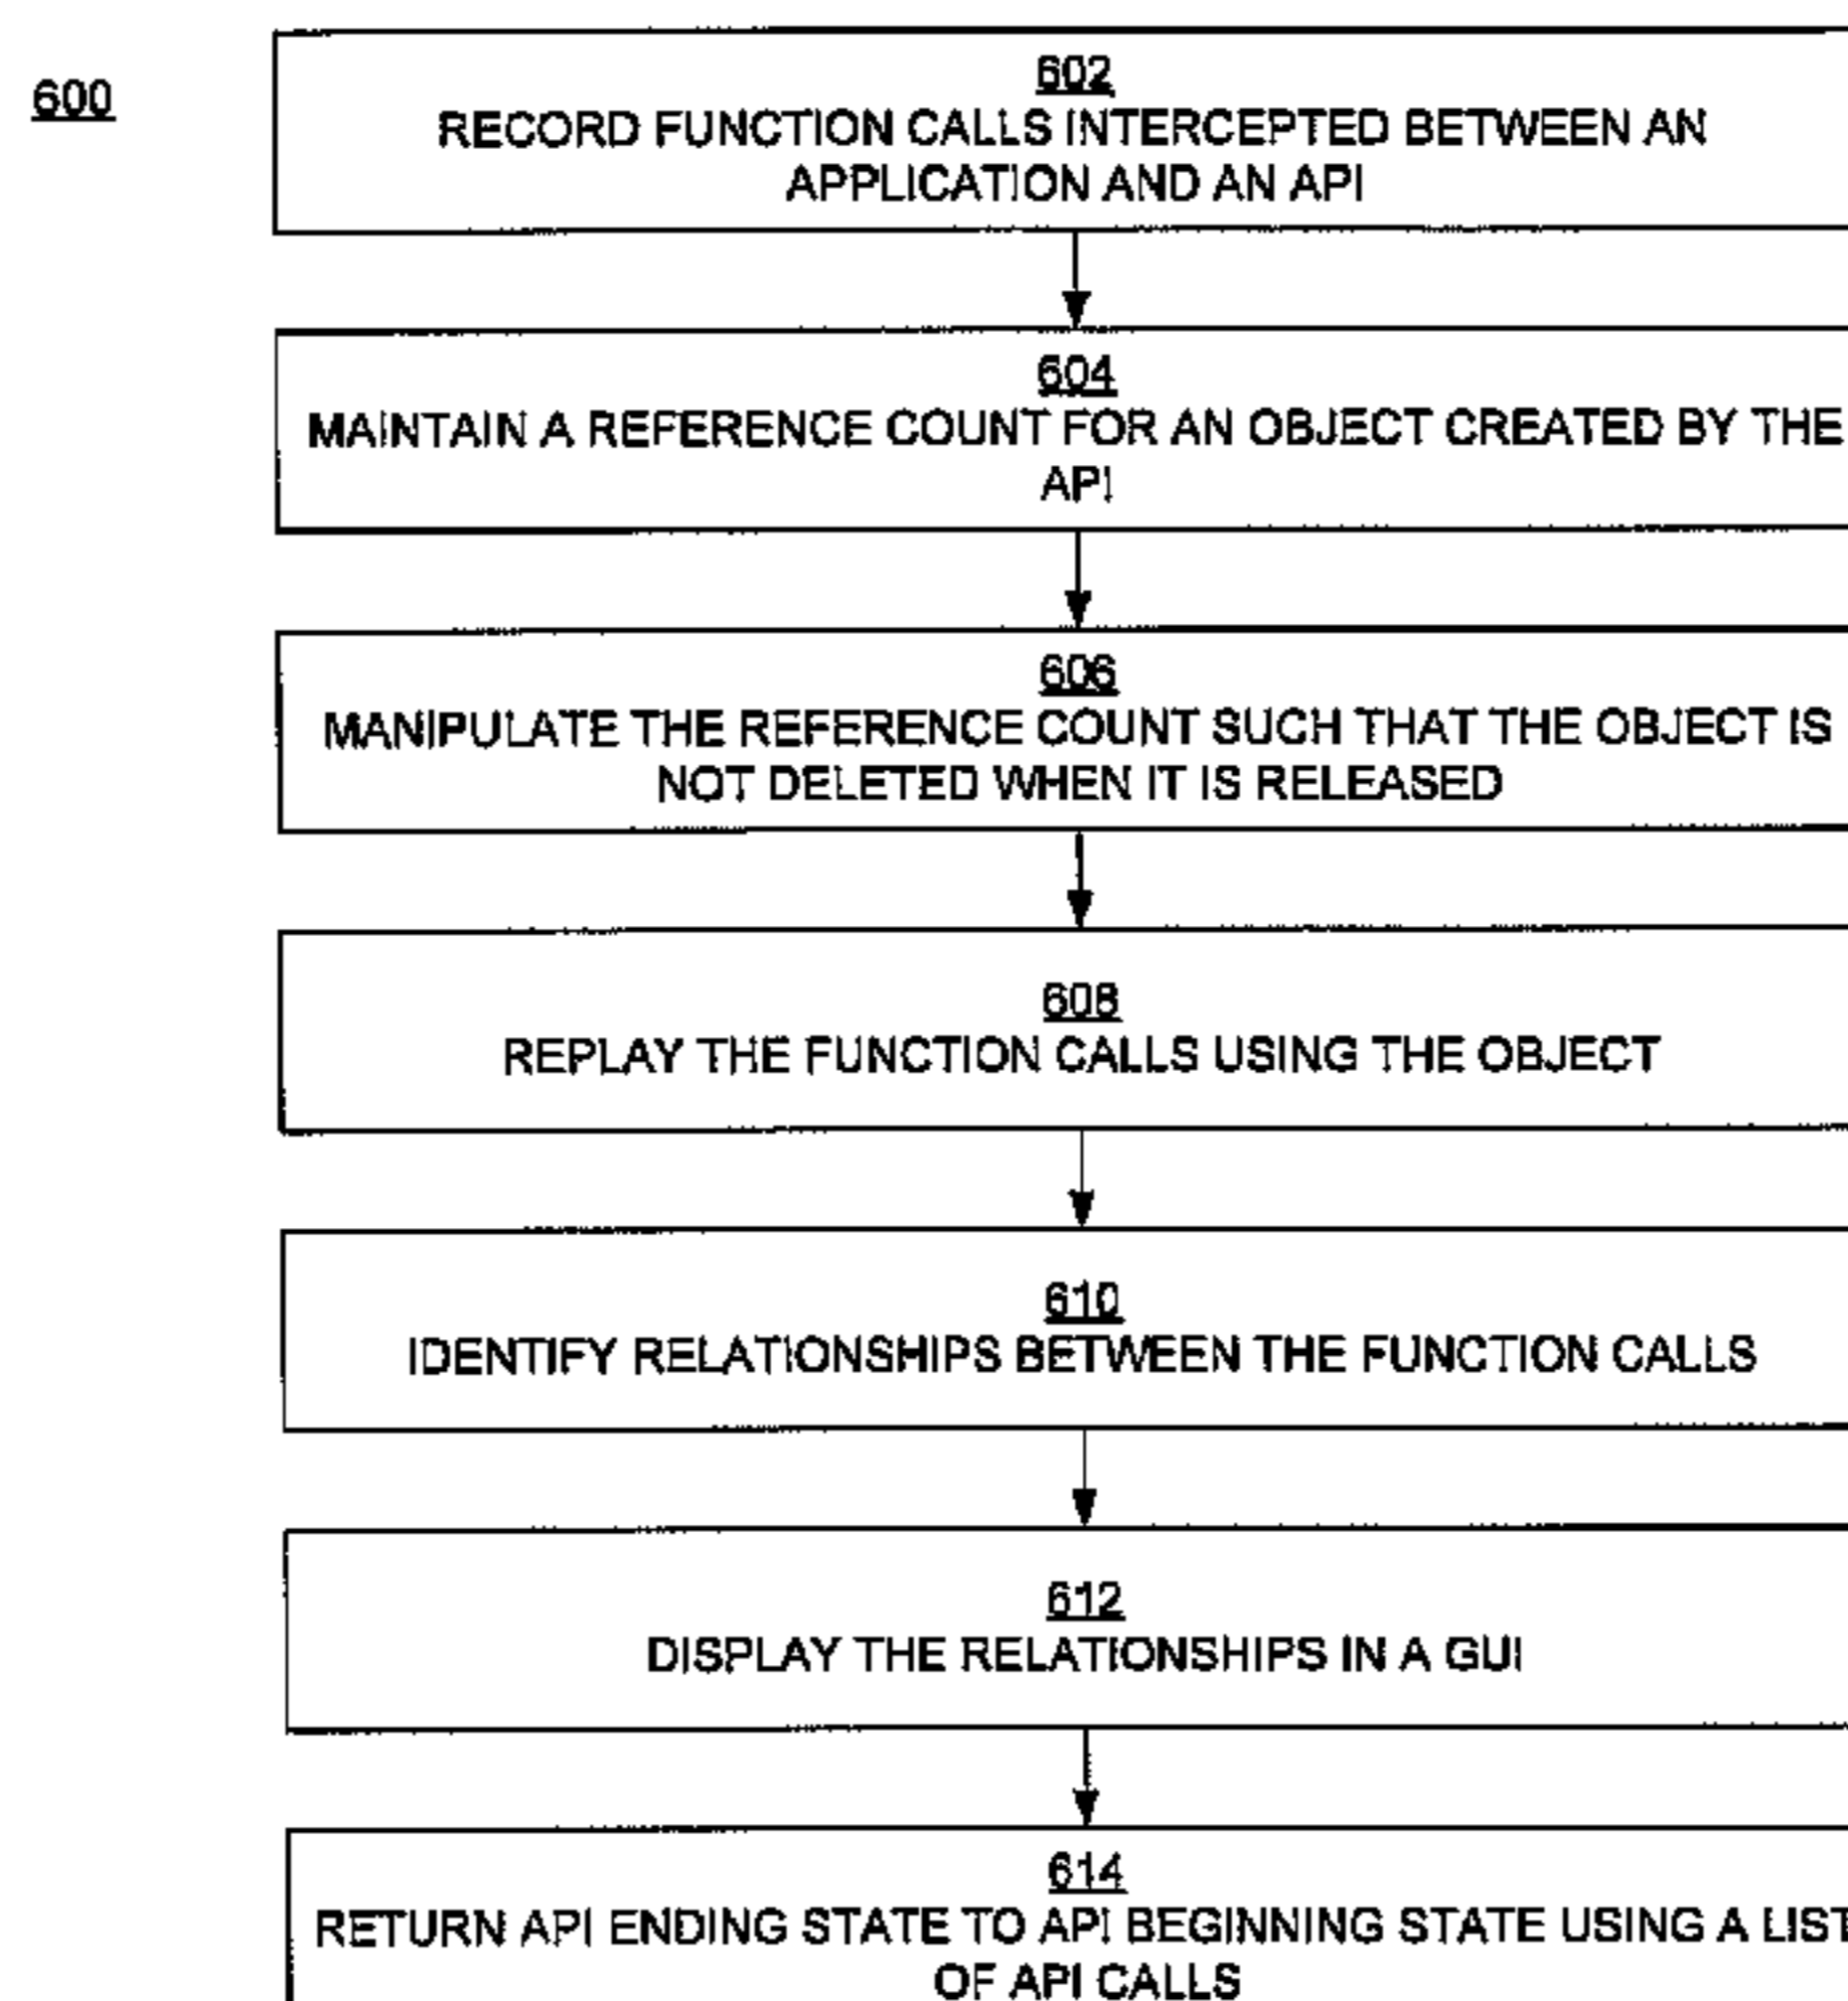 600
602
RECORD FUNCTION CALLS INTERCEPTED BETWEEN AN
APPLICATION AND AN API
604
MAINTAIN A REFERENCE COUNT FOR AN OBJECT CREATED BY THE
API
606
MANIPULATE THE REFERENCE COUNT SUCH THAT THE OBJECT IS
NOT DELETED WHEN IT IS RELEASED
608
REPLAY THE FUNCTION CALLS USING THE OBJECT
610
IDENTIFY RELATIONSHIPS BETWEEN THE FUNCTION CALLS
612
DISPLAY THE RELATIONSHIPS IN A GUI
614
RETURN API ENDING STATE TO API BEGINNING STATE USING A LIST
OF API CALLS